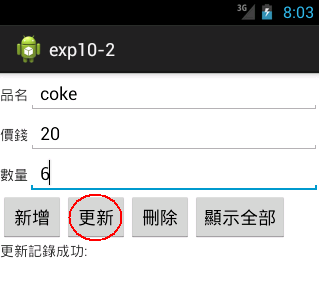 3G 8:03
exp10-2
品名 coke
價錢 20
數量 6
新增 更新 刪除 顯示全部
更新記錄成功: